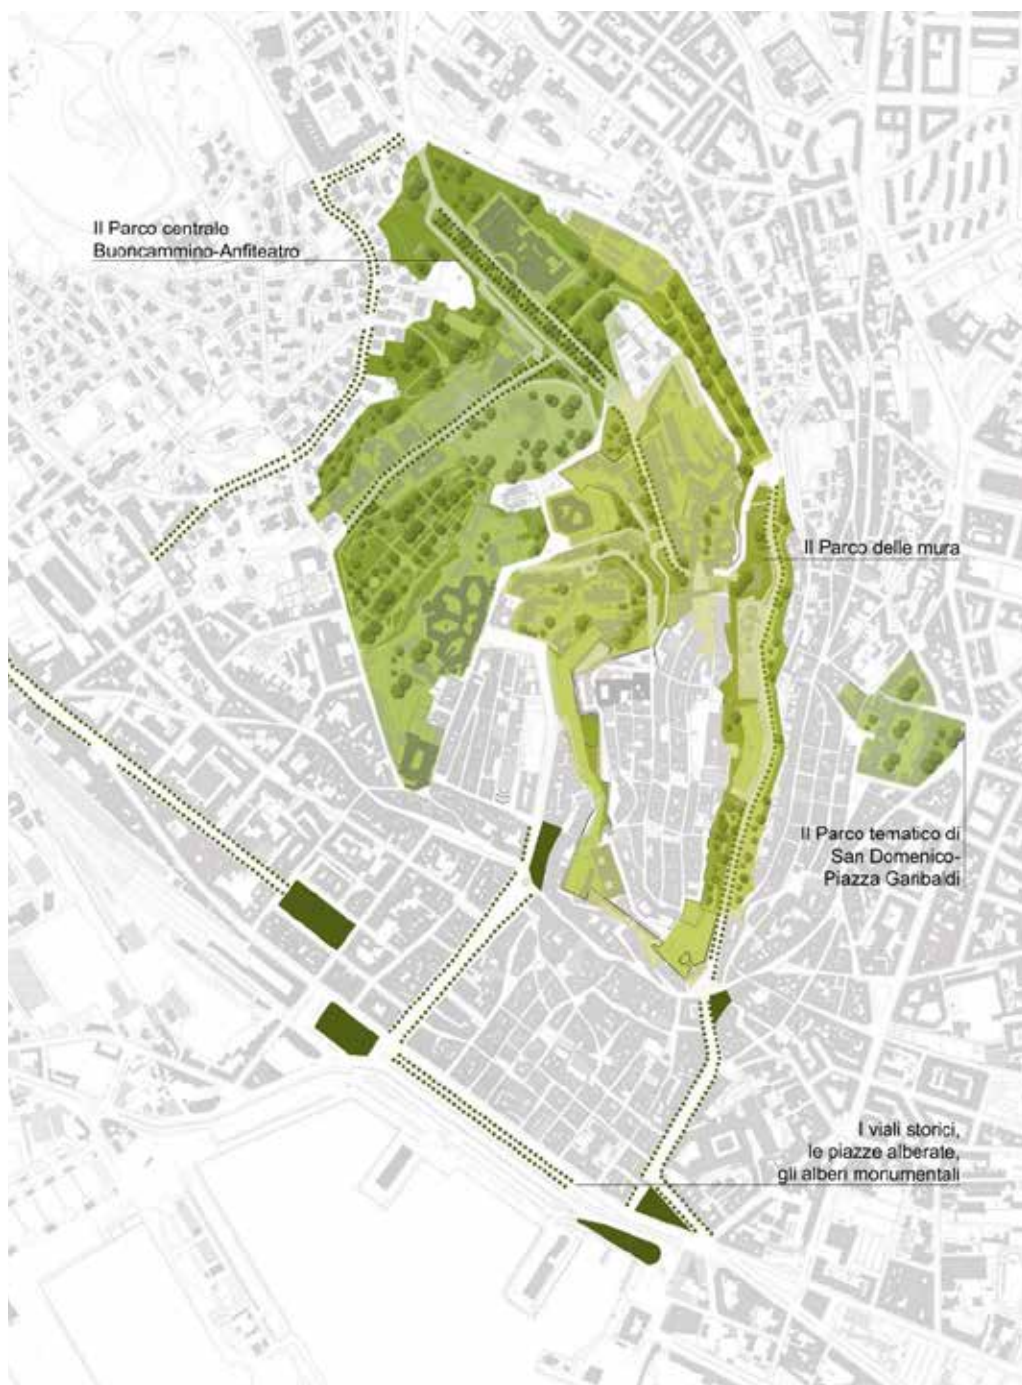 Il Parco centrale
Buoncammino-Anfiteatro
Il Parco delle mura
Il Parco tematico di
San Domenico-
Piazza Garibaldi
I viali storici,
le piazze alberate,
gli alberi monumentali